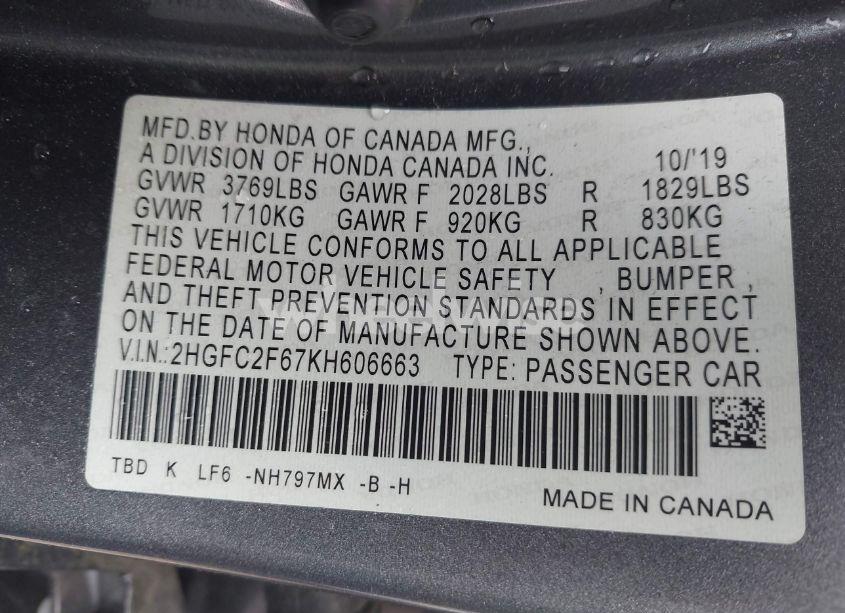 MFD.BY HONDA OF CANADA MFG.,
A DIVISION OF HONDA CANADA INC. 10/'19
GVWR 3769LBS GAWR F 2028LBS R 1829LBS
GVWR 1710KG GAWR F 920KG R 830KG
THIS VEHICLE CONFORMS TO ALL APPLICABLE
FEDERAL MOTOR VEHICLE SAFETY , BUMPER ,
AND THEFT PREVENTION STANDARDS IN EFFECT
ON THE DATE OF MANUFACTURE SHOWN ABOVE.
V.I.N.:2HGFC2F67KH606663 TYPE: PASSENGER CAR
TBD K LF6 -NH797MX -B -H
MADE IN CANADA